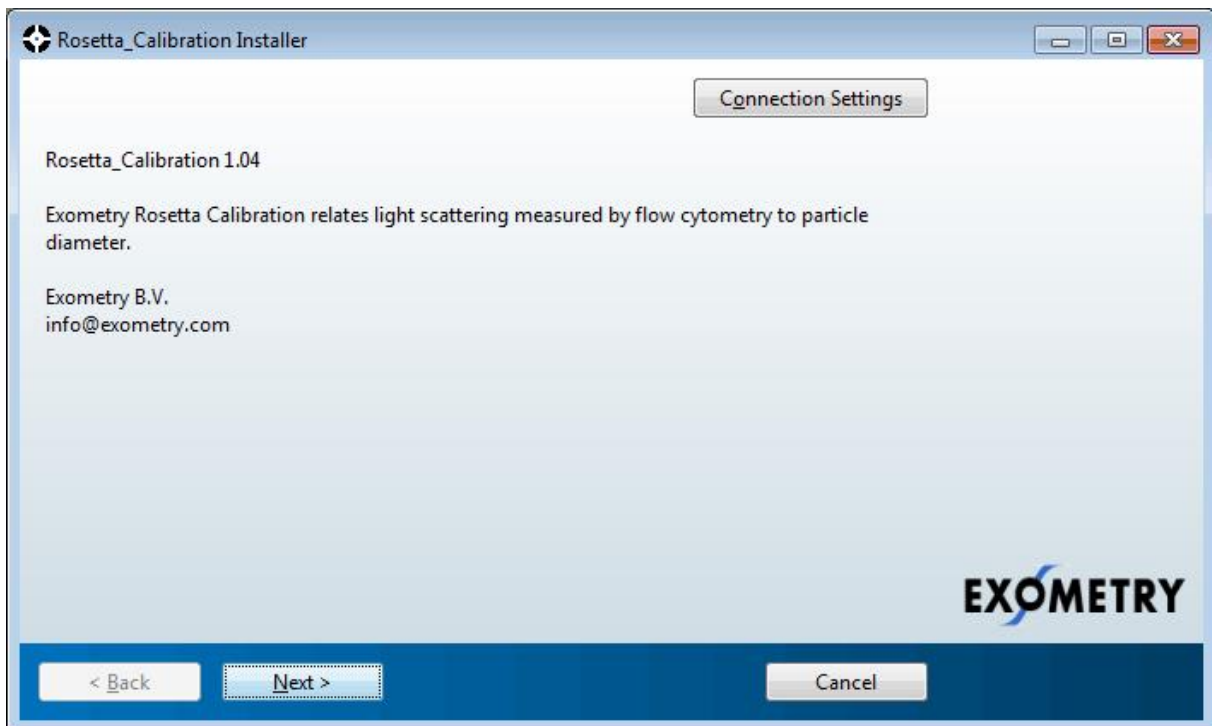 Rosetta_Calibration Installer
Connection Settings
Rosetta_Calibration 1.04
Exometry Rosetta Calibration relates light scattering measured by flow cytometry to particle
diameter.
Exometry B.V.
info@exometry.com
EXOMETRY
< Back
Next >
Cancel